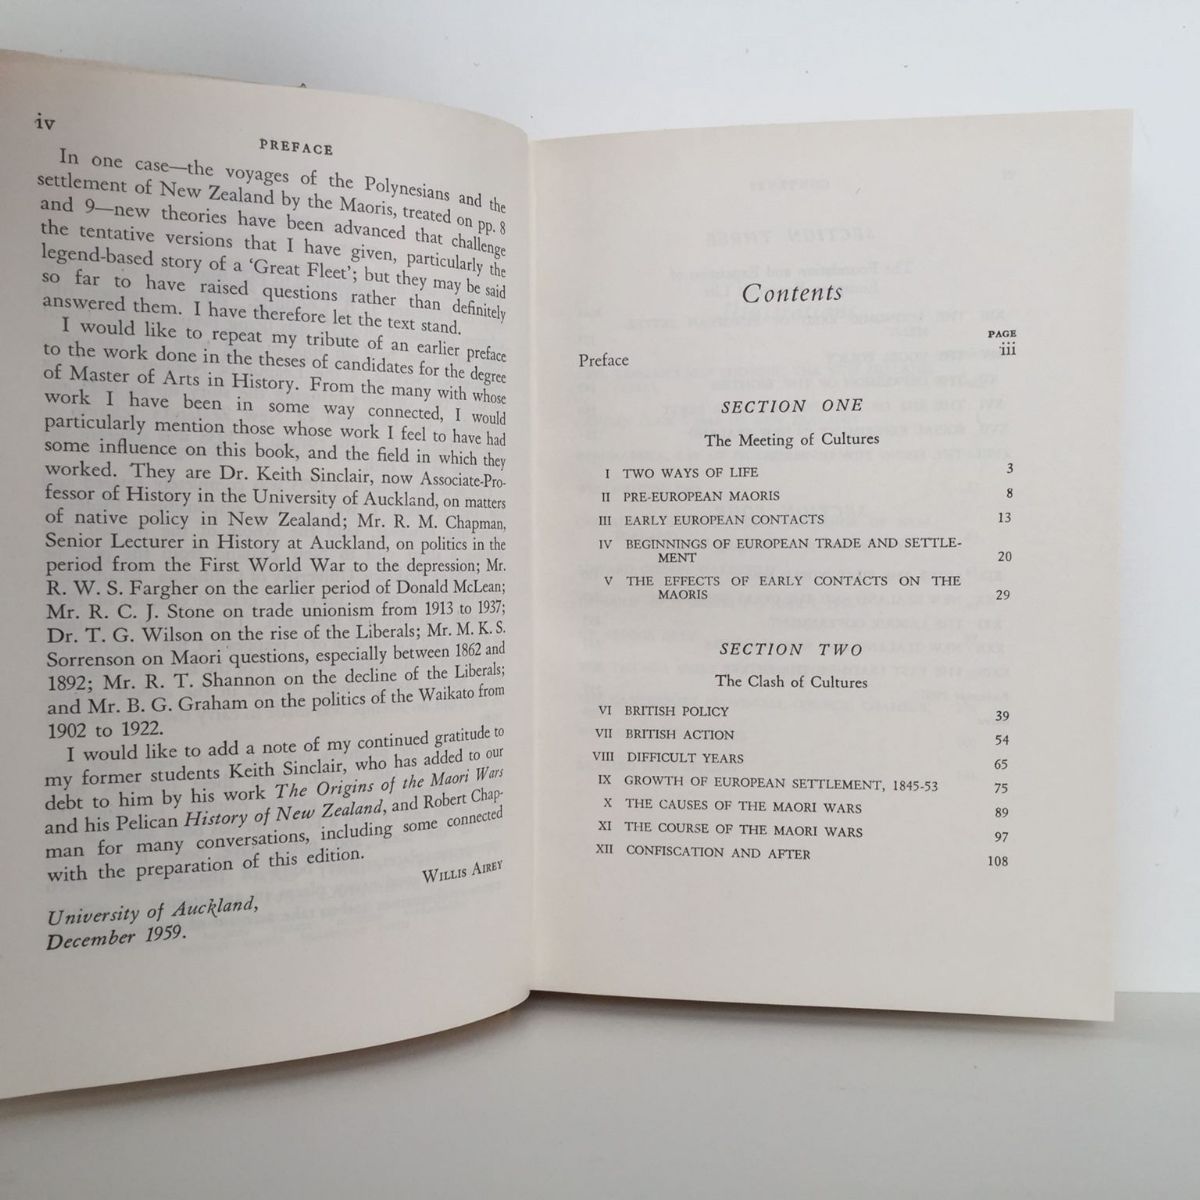 iv
PREFACE
In one case—the voyages of the Polynesians and the
settlement of New Zealand by the Maoris, treated on pp. 8
and 9—new theories have been advanced that challenge
the tentative versions that I have given, particularly the
legend-based story of a ‘Great Fleet’; but they may be said
so far to have raised questions rather than definitely
answered them. I have therefore let the text stand.
I would like to repeat my tribute of an earlier preface
to the work done in the theses of candidates for the degree
of Master of Arts in History. From the many with whose
work I have been in some way connected, I would
particularly mention those whose work I feel to have had
some influence on this book, and the field in which they
worked. They are Dr. Keith Sinclair, now Associate-Pro-
fessor of History in the University of Auckland, on matters
of native policy in New Zealand; Mr. R. M. Chapman,
Senior Lecturer in History at Auckland, on politics in the
period from the First World War to the depression; Mr.
R. W. S. Fargher on the earlier period of Donald McLean;
Mr. R. C. J. Stone on trade unionism from 1913 to 1937;
Dr. T. G. Wilson on the rise of the Liberals; Mr. M. K. S.
Sorrenson on Maori questions, especially between 1862 and
1892; Mr. R. T. Shannon on the decline of the Liberals;
and Mr. B. G. Graham on the politics of the Waikato from
1902 to 1922.
I would like to add a note of my continued gratitude to
my former students Keith Sinclair, who has added to our
debt to him by his work The Origins of the Maori Wars
and his Pelican History of New Zealand, and Robert Chap-
man for many conversations, including some connected
with the preparation of this edition.
WILLIS AIREY
University of Auckland,
December 1959.
Contents
PAGE
Preface iii
SECTION ONE
The Meeting of Cultures
I TWO WAYS OF LIFE 3
II PRE-EUROPEAN MAORIS 8
III EARLY EUROPEAN CONTACTS 13
IV BEGINNINGS OF EUROPEAN TRADE AND SETTLE-
MENT 20
V THE EFFECTS OF EARLY CONTACTS ON THE
MAORIS 29
SECTION TWO
The Clash of Cultures
VI BRITISH POLICY 39
VII BRITISH ACTION 54
VIII DIFFICULT YEARS 65
IX GROWTH OF EUROPEAN SETTLEMENT, 1845-53 75
X THE CAUSES OF THE MAORI WARS 89
XI THE COURSE OF THE MAORI WARS 97
XII CONFISCATION AND AFTER 108